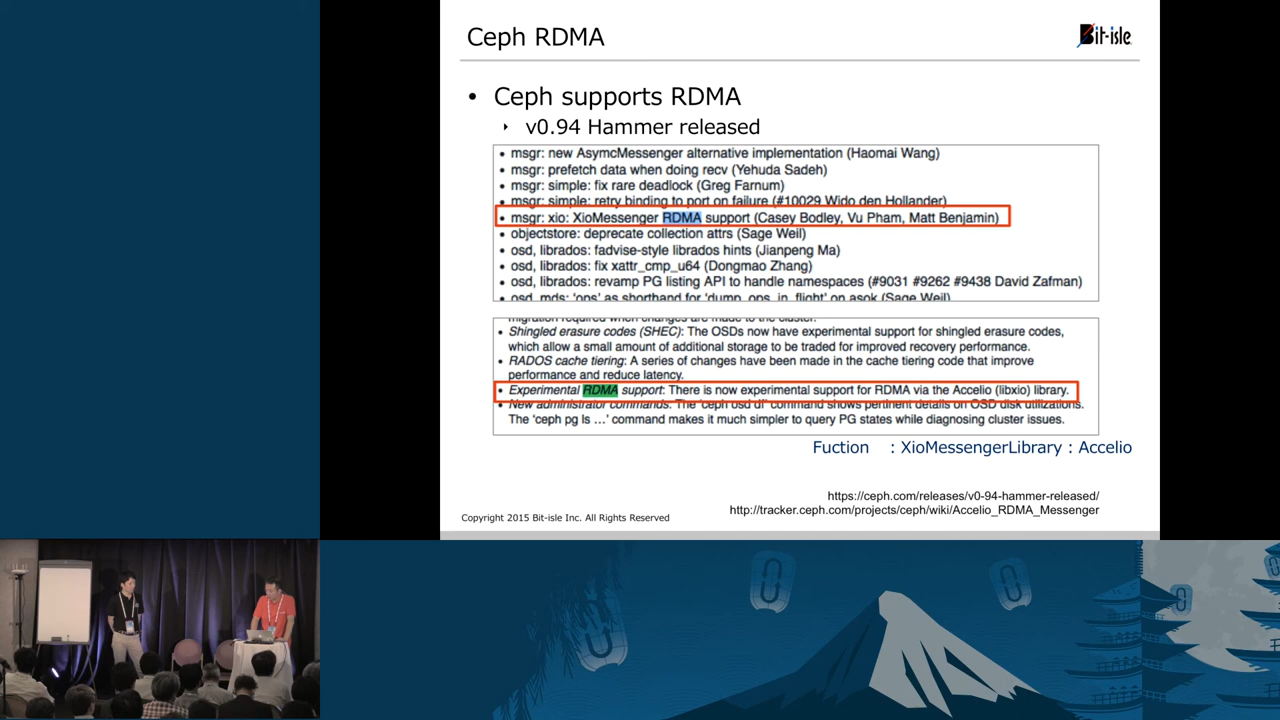 Ceph RDMA
Bit-isle
• Ceph supports RDMA
‣ v0.94 Hammer released
• msgr: new AsymcMessenger alternative implementation (Haomai Wang)
• msgr: prefetch data when doing recv (Yehuda Sadeh)
• msgr: simple: fix rare deadlock (Greg Farnum)
• msgr: simple: retry binding to port on failure (#10029 Wido den Hollander)
• msgr: xio: XioMessenger RDMA support (Casey Bodley, Vu Pham, Matt Benjamin)
• objectstore: deprecate collection attrs (Sage Weil)
• osd, librados: fadvise-style librados hints (Jianpeng Ma)
• osd, librados: fix xattr_cmp_u64 (Dongmao Zhang)
• osd, librados: revamp PG listing API to handle namespaces (#9031 #9262 #9438 David Zafman)
• osd, mds: 'ops' as shorthand for 'dump_ops_in_flight' on asok (Sage Weil)
migration required when changes are made to the cluster.
• Shingled erasure codes (SHEC): The OSDs now have experimental support for shingled erasure codes,
which allow a small amount of additional storage to be traded for improved recovery performance.
• RADOS cache tiering: A series of changes have been made in the cache tiering code that improve
performance and reduce latency.
• Experimental RDMA support: There is now experimental support for RDMA via the Accelio (libxio) library.
• New administrator commands: The 'ceph osd df' command shows pertinent details on OSD disk utilizations.
The 'ceph pg ls ...' command makes it much simpler to query PG states while diagnosing cluster issues.
Fuction : XioMessengerLibrary : Accelio
https://ceph.com/releases/v0-94-hammer-released/
http://tracker.ceph.com/projects/ceph/wiki/Accelio_RDMA_Messenger
Copyright 2015 Bit-isle Inc. All Rights Reserved